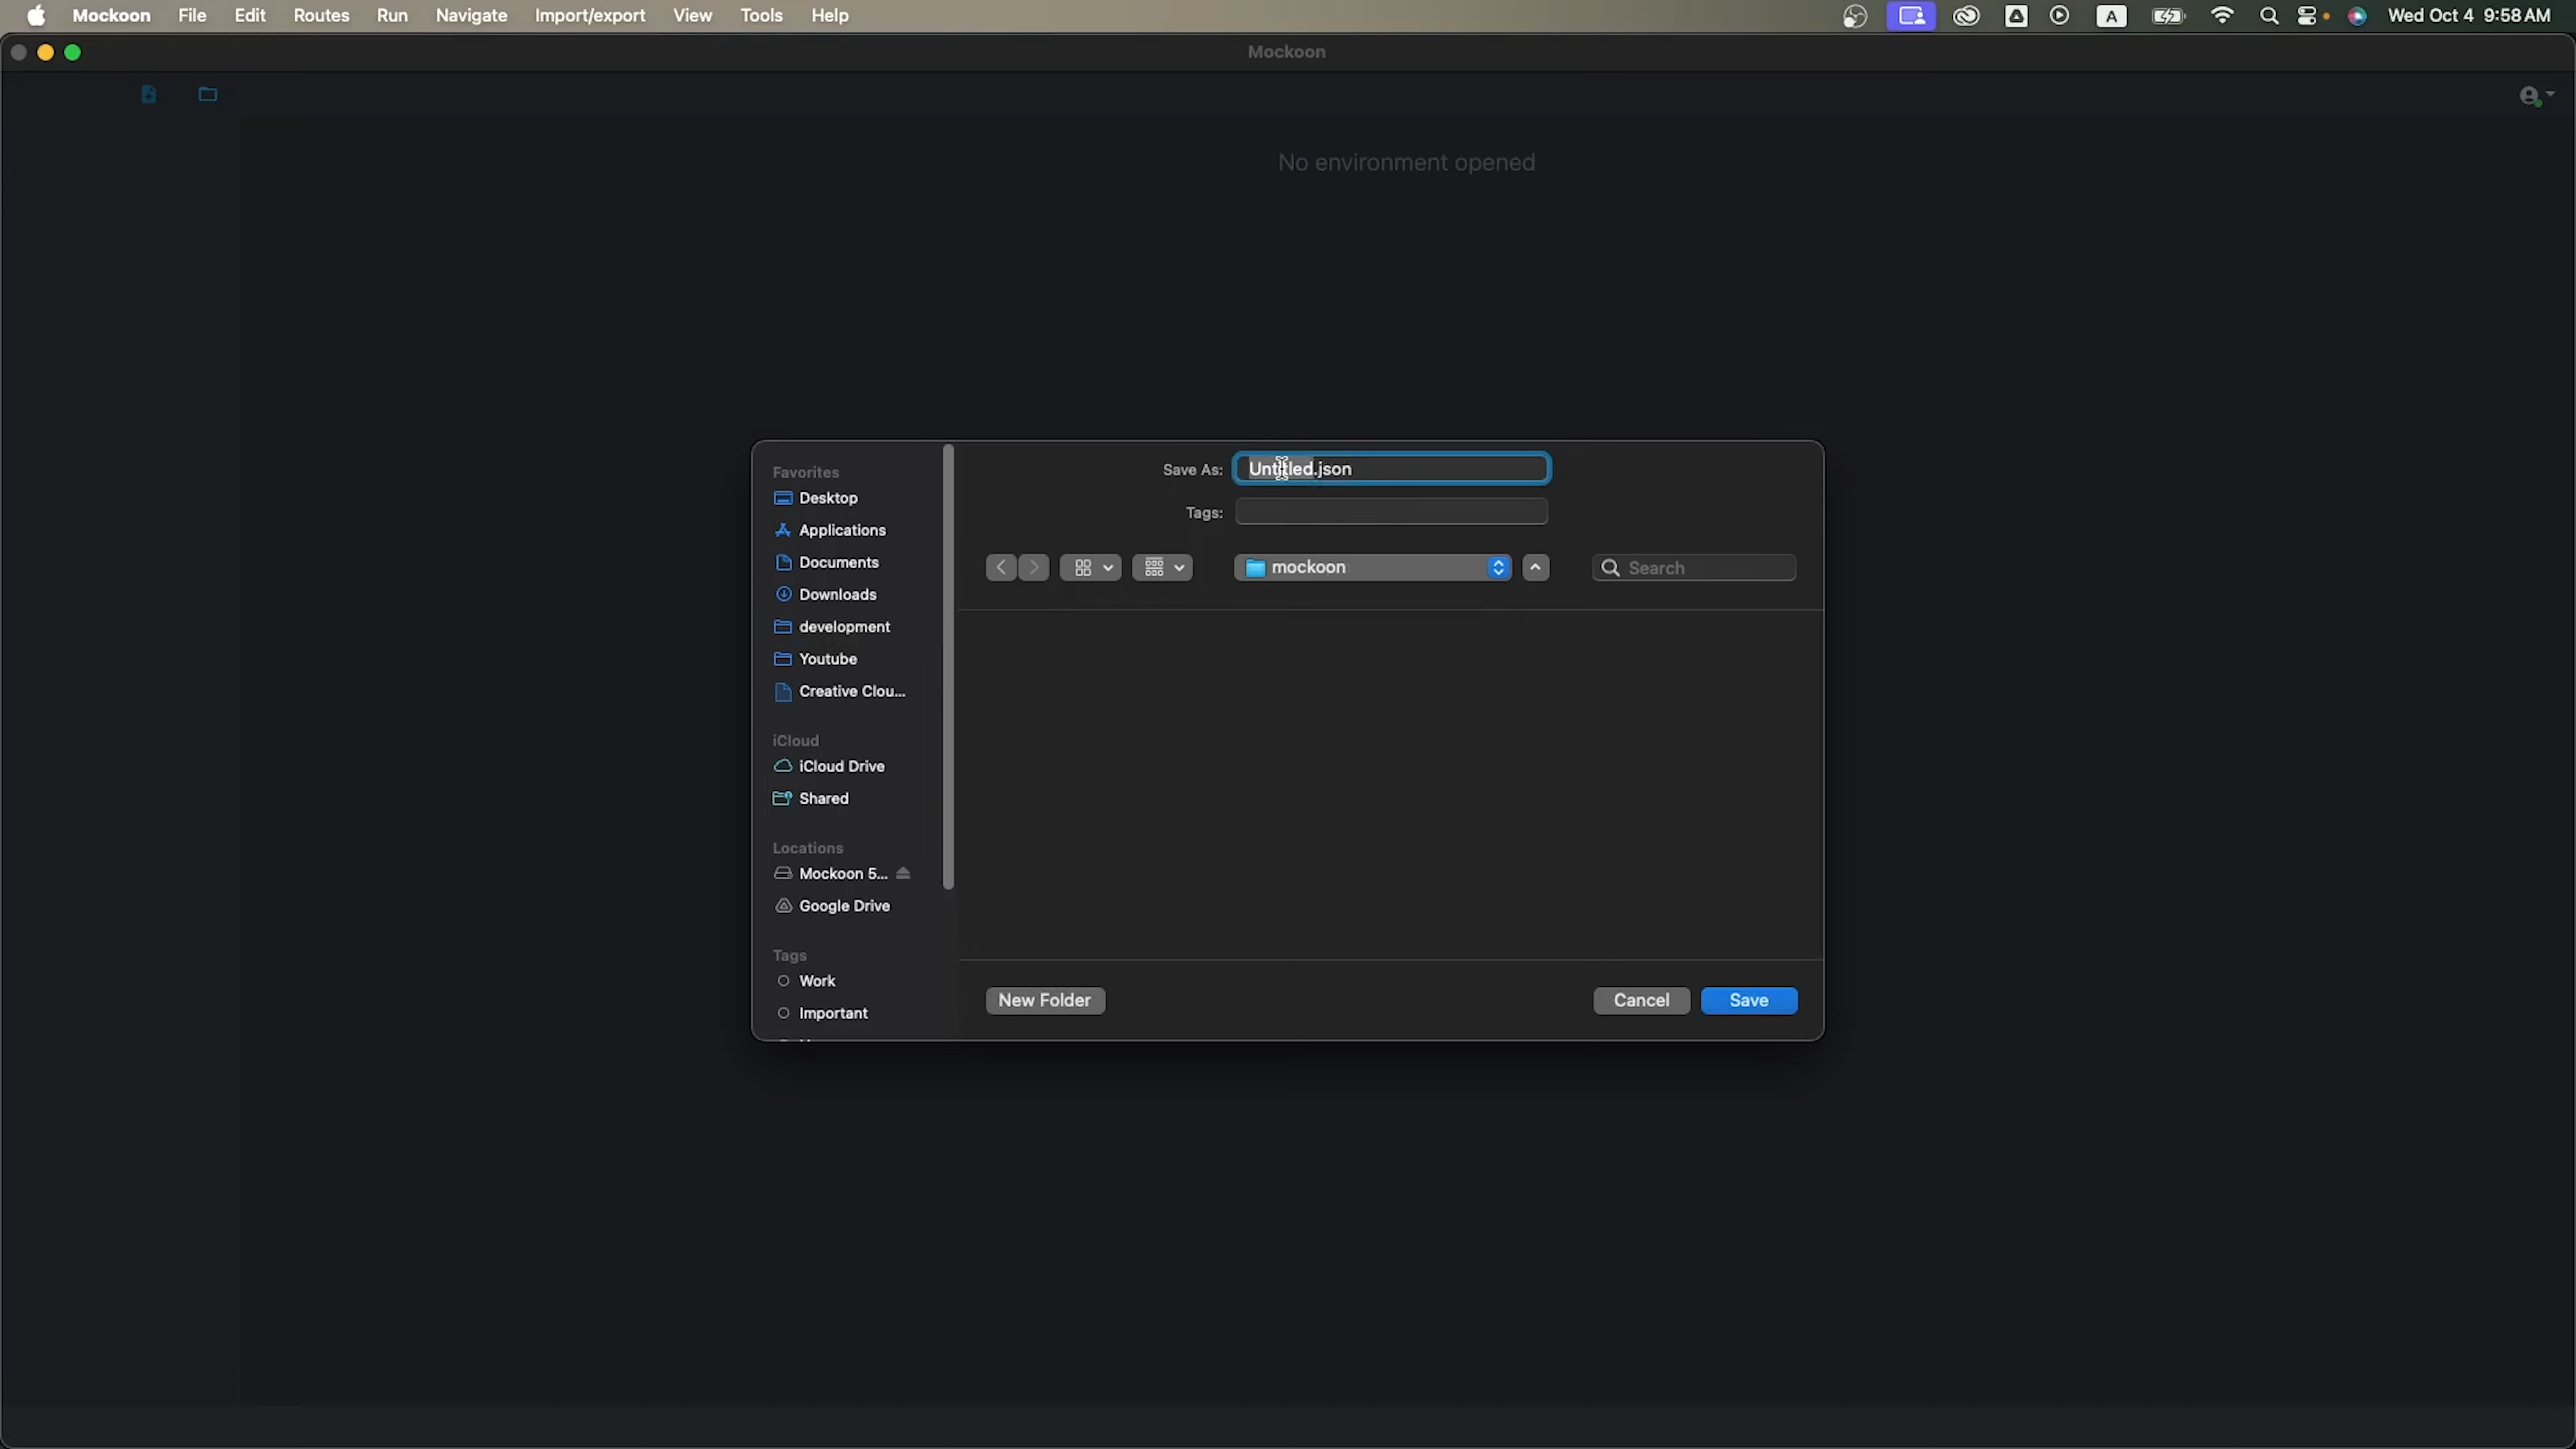 Mockoon File Edit Routes Run Navigate Import/export View Tools Help A Wed Oct 4 9:58 AM
Mockoon
No environment opened
Save As: Untitled.json
Tags:
mockoon
Search
Favorites
Desktop
Applications
Documents
Downloads
development
Youtube
Creative Clou...
iCloud
iCloud Drive
Shared
Locations
Mockoon 5...
Google Drive
Tags
Work
Important
New Folder
Cancel
Save